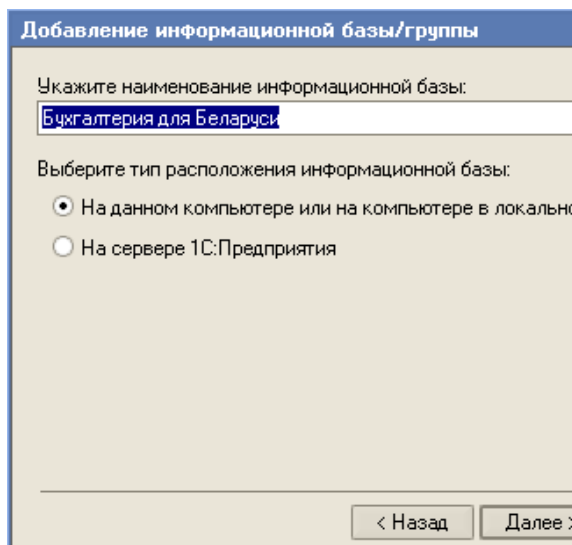 Добавление информационной базы/группы
Укажите наименование информационной базы:
Бухгалтерия для Беларуси
Выберите тип расположения информационной базы:
На данном компьютере или на компьютере в
На сервере 1С:Предприятия
< Назад
Далее >